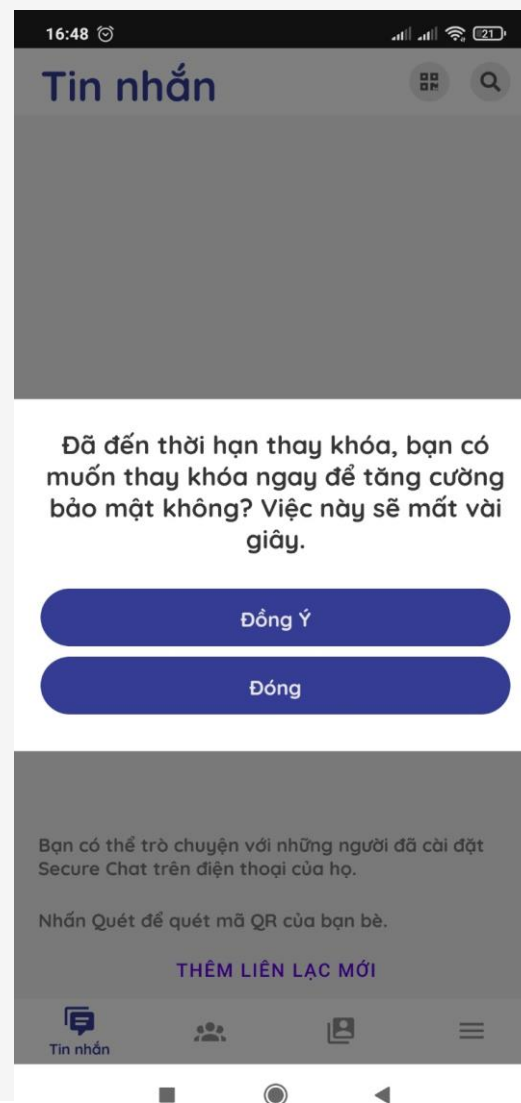 16:48
21
Tin nhắn
Đã đến thời hạn thay khóa, bạn có
muốn thay khóa ngay để tăng cường
bảo mật không? Việc này sẽ mất vài
giây.
Đồng Ý
Đóng
Bạn có thể trò chuyện với những người đã cài đặt
Secure Chat trên điện thoại của họ.
Nhấn Quét để quét mã QR của bạn bè.
THÊM LIÊN LẠC MỚI
Tin nhắn